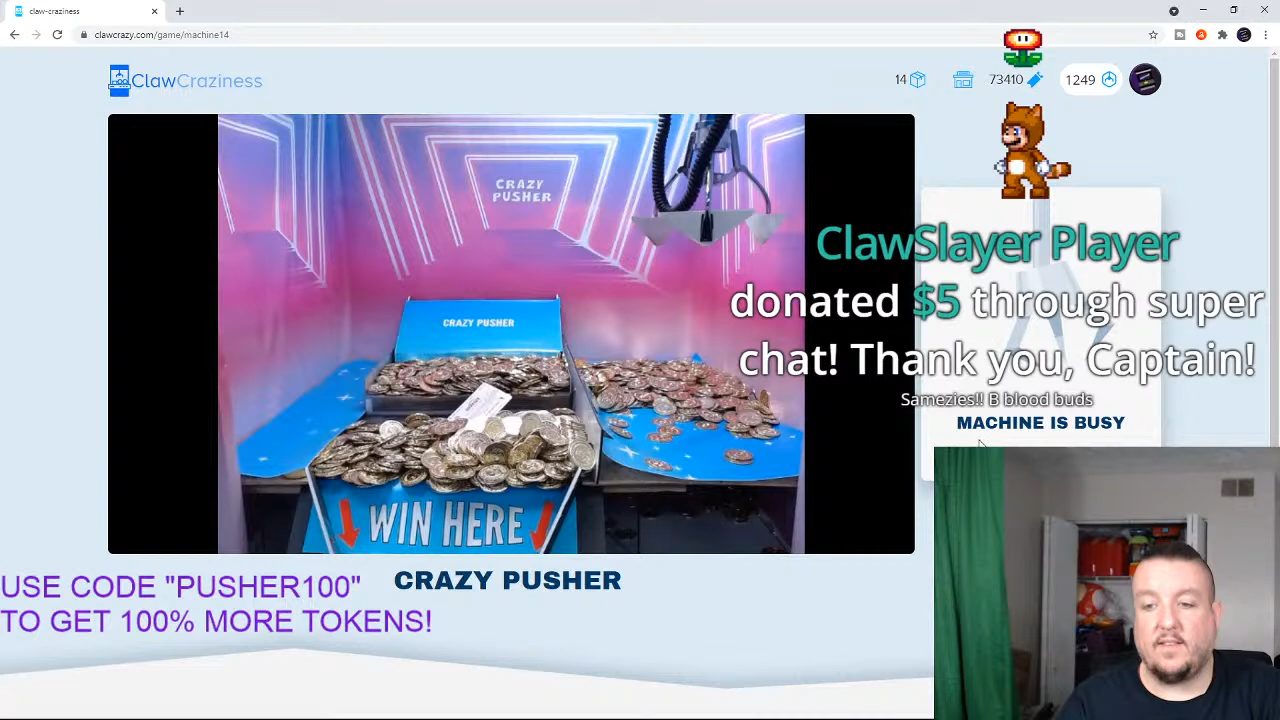 claw-craziness
clawcrazy.com/game/machine14
ClawCraziness
14
73410
1249
CRAZY
PUSHER
ClawSlayer Player
donated $5 through super
chat! Thank you, Captain!
Samezies!! B blood buds
MACHINE IS BUSY
CRAZY PUSHER
WIN HERE
CRAZY PUSHER
USE CODE "PUSHER100"
TO GET 100% MORE TOKENS!